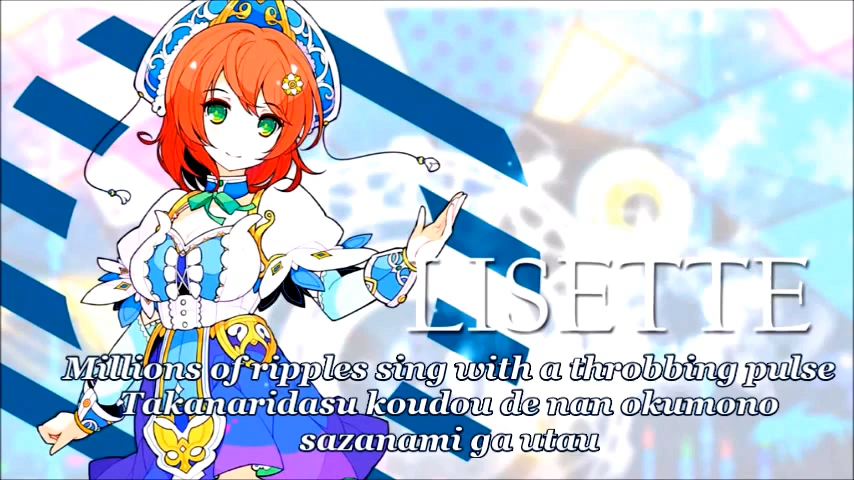 LISETTE
Millions of ripples sing with a throbbing pulse
Takanaridasu koudou de nan okumono
sazanami ga utau